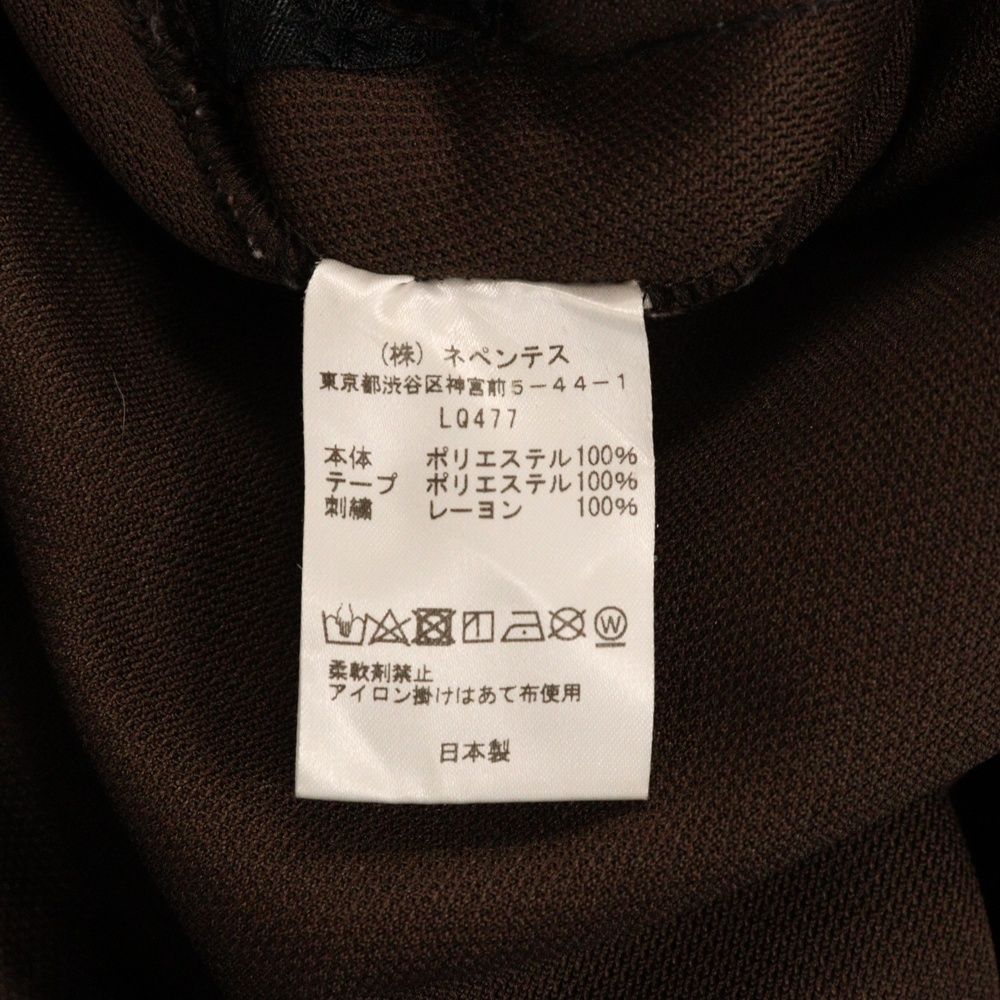 (株) ネペンテス
東京都渋谷区神宮前5-44-1
LQ477
本体 ポリエステル100%
テープ ポリエステル100%
刺繍 レーヨン 100%
W
柔軟剤禁止
アイロン掛けはあて布使用
日本製